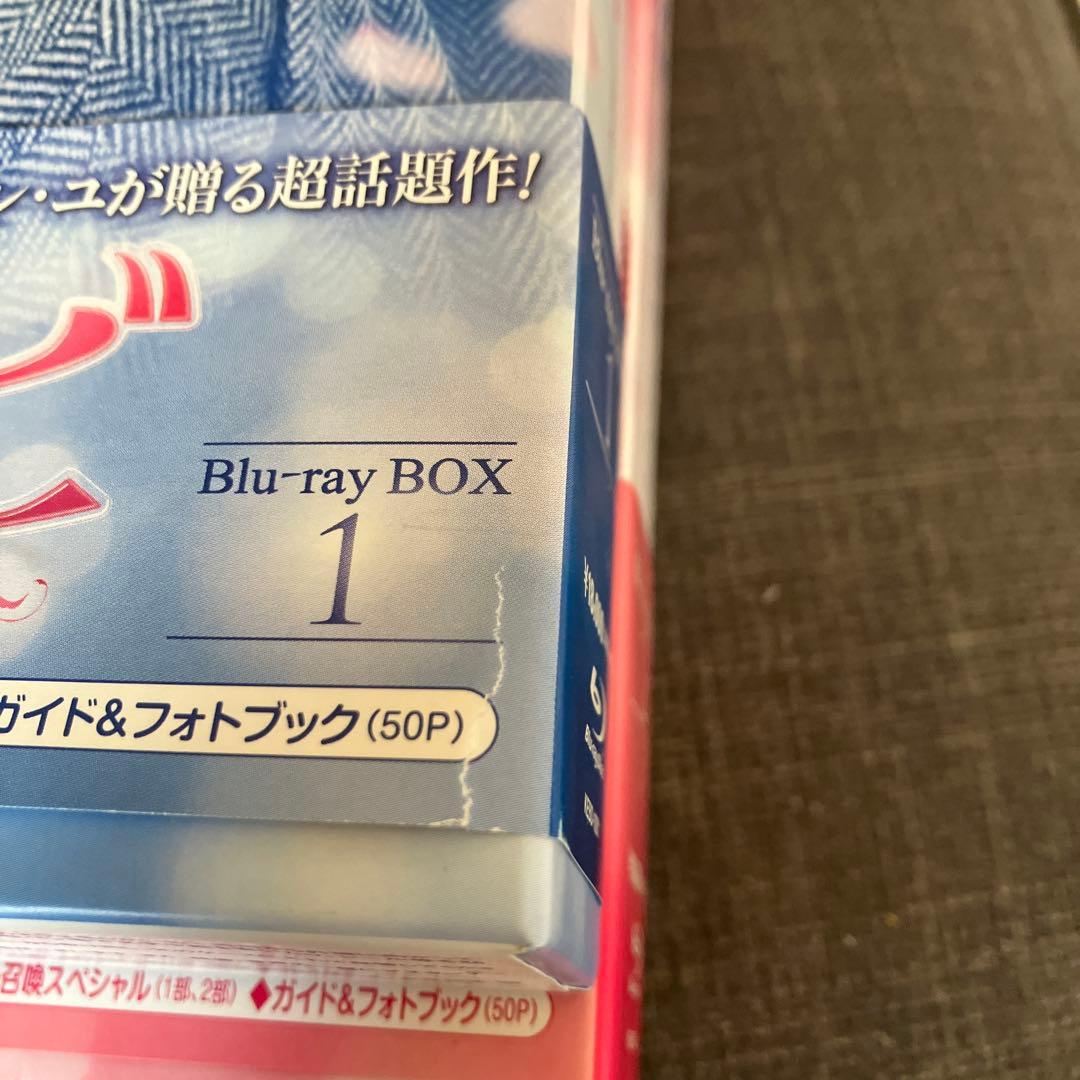 ン・ユが贈る超話題作!
Blu-ray BOX
1
ガイド&フォトブック(50P)
召喚スペシャル(1部、2部) ◆ガイド&フォトブック(50P)